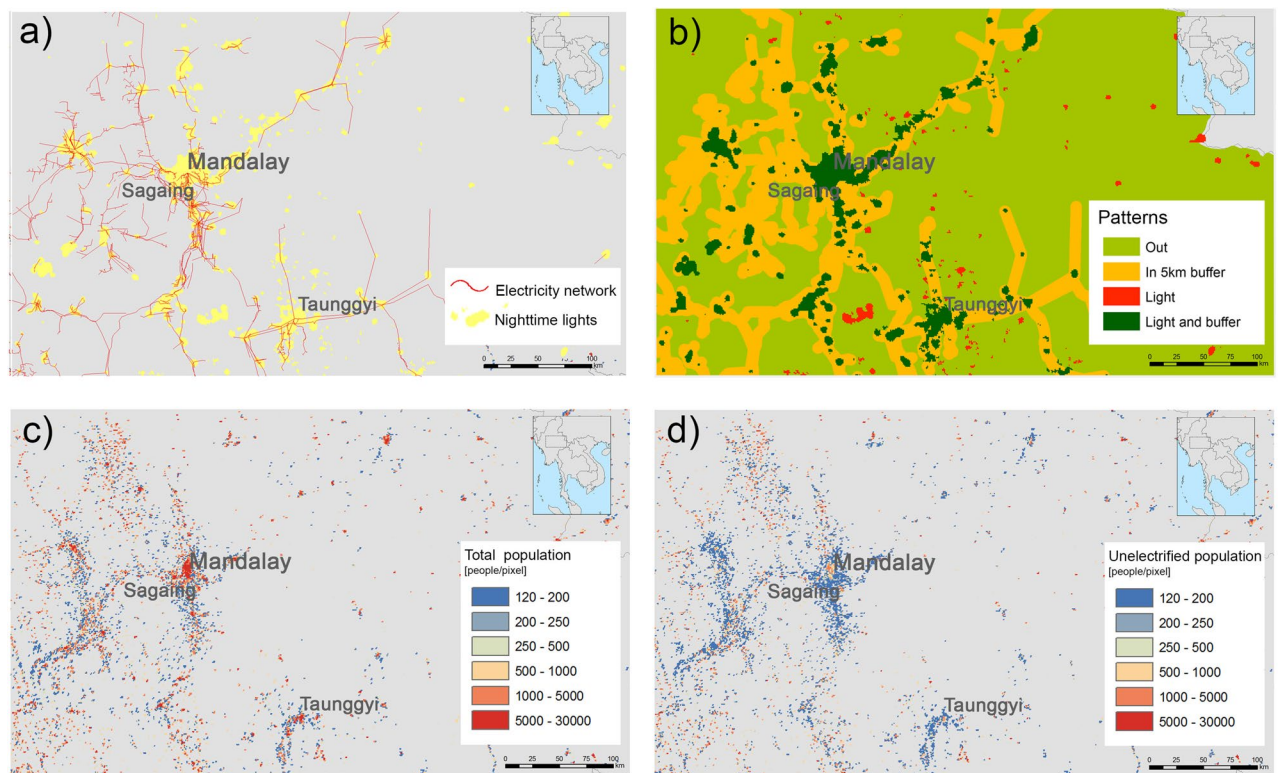 a)
Mandalay
Sagaing
Taunggyi
Electricity network
Nighttime lights
0 25 50 100
km
b)
Mandalay
Sagaing
Taunggyi
Patterns
Out
In 5km buffer
Light
Light and buffer
0 25 50 100
km
c)
Mandalay
Sagaing
Taunggyi
Total population
[people/pixel]
120 - 200
200 - 250
250 - 500
500 - 1000
1000 - 5000
5000 - 30000
0 25 50 100
km
d)
Mandalay
Sagaing
Taunggyi
Unelectrified population
[people/pixel]
120 - 200
200 - 250
250 - 500
500 - 1000
1000 - 5000
5000 - 30000
0 25 50 100
km